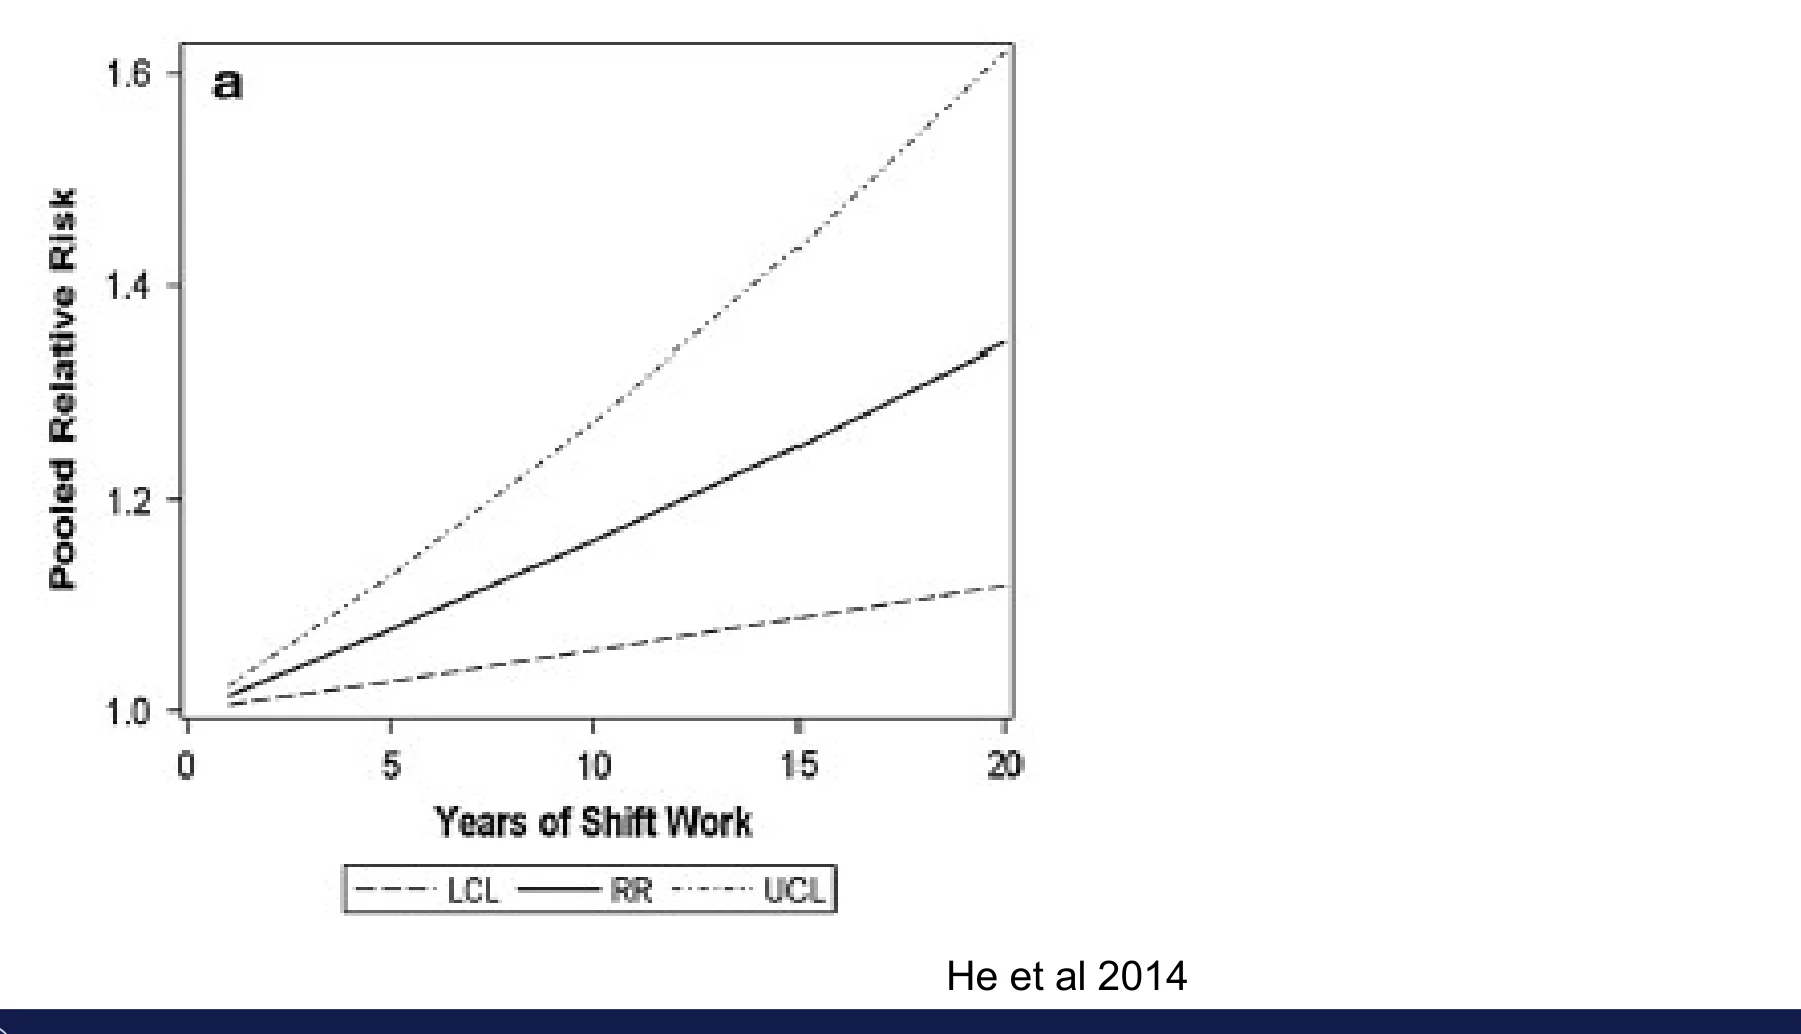 a
1.6
1.4
1.2
1.0
Pooled Relative Risk
0 5 10 15 20
Years of Shift Work
LCL RR UCL
He et al 2014